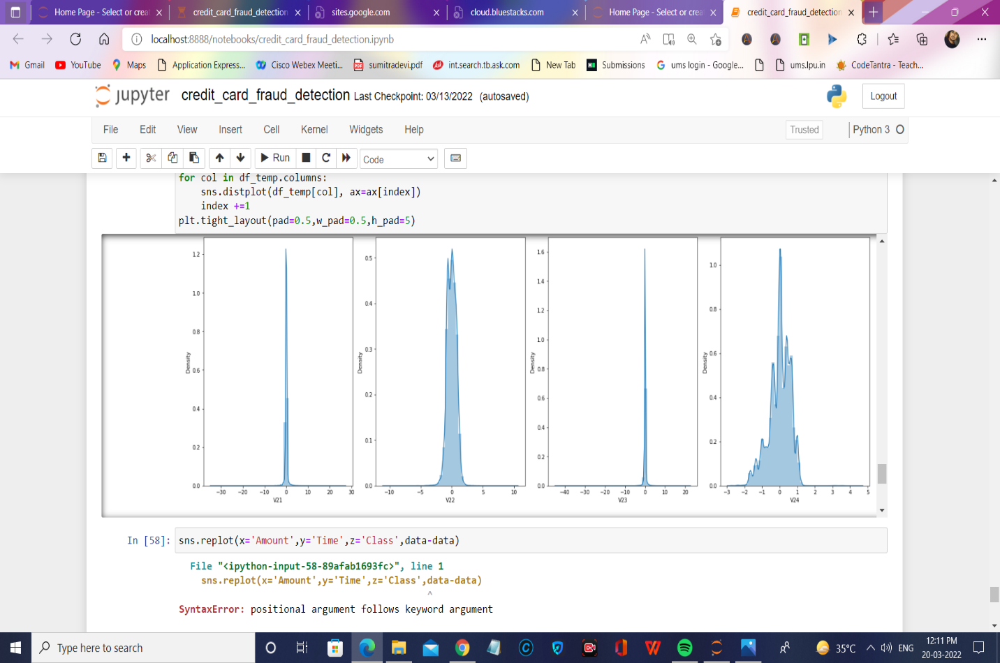 Home Page - Select or crea
credit_card_fraud_detection
sites.google.com
cloud.bluestacks.com
Home Page - Select or crea
credit_card_fraud_detection
localhost:8888/notebooks/credit_card_fraud_detection.ipynb
Gmail
YouTube
Maps
Application Express...
Cisco Webex Meeti...
sumitradevi.pdf
int.search.tb.ask.com
New Tab
Submissions
ums login - Google...
ums.lpu.in
CodeTantra - Teach...
jupyter credit_card_fraud_detection Last Checkpoint: 03/13/2022 (autosaved)
Logout
File Edit View Insert Cell Kernel Widgets Help
Trusted
Python 3
Run
Code
for col in df_temp.columns:
sns.distplot(df_temp[col], ax=ax[index])
index +=1
plt.tight_layout(pad=0.5,w_pad=0.5,h_pad=5)
1.2
1.0
0.8
0.6
0.4
0.2
0.0
Density
-30 -20 -10 0 10 20 30
V21
0.5
0.4
0.3
0.2
0.1
0.0
Density
-10 -5 0 5 10
V22
1.6
1.4
1.2
1.0
0.8
0.6
0.4
0.2
0.0
Density
-40 -30 -20 -10 0 10 20
V23
1.0
0.8
0.6
0.4
0.2
0.0
Density
-3 -2 -1 0 1 2 3 4 5
V24
In [58]: sns.replot(x='Amount',y='Time',z='Class',data-data)
File "<ipython-input-58-89afab1693fc>", line 1
sns.replot(x='Amount',y='Time',z='Class',data-data)
^
SyntaxError: positional argument follows keyword argument
Type here to search
35°C
ENG
12:11 PM
20-03-2022